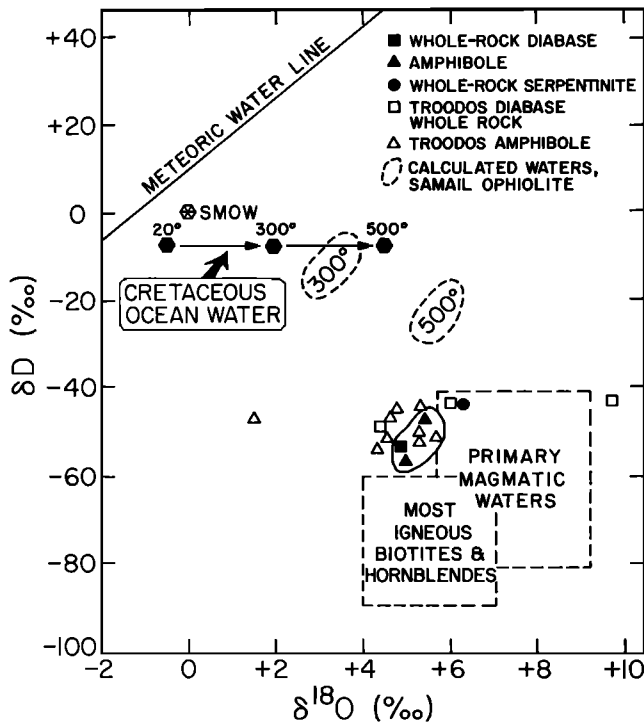 +40
+20
0
-20
-40
-60
-80
-100
δD (‰)
METEORIC WATER LINE
WHOLE-ROCK DIABASE
AMPHIBOLE
WHOLE-ROCK SERPENTINITE
TROODOS DIABASE
WHOLE ROCK
TROODOS AMPHIBOLE
CALCULATED WATERS,
SAMAIL OPHIOLITE
SMOW
20° 300° 500°
CRETACEOUS
OCEAN WATER
300°
500°
PRIMARY
MAGMATIC
WATERS
MOST
IGNEOUS
BIOTITES &
HORNBLENDES
-2 0 +2 +4 +6 +8 +10
δ¹⁸O (‰)